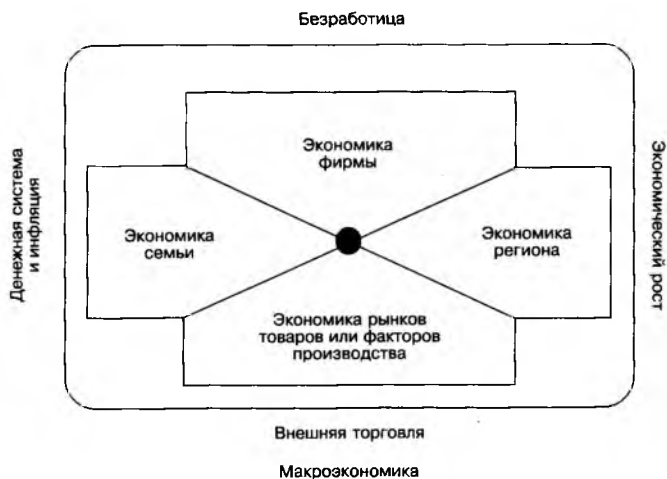 Безработица
Экономика
фирмы
Денежная система
и инфляция
Экономика
семьи
Экономика
региона
Экономический рост
Экономика рынков
товаров или факторов
производства
Внешняя торговля
Макроэкономика